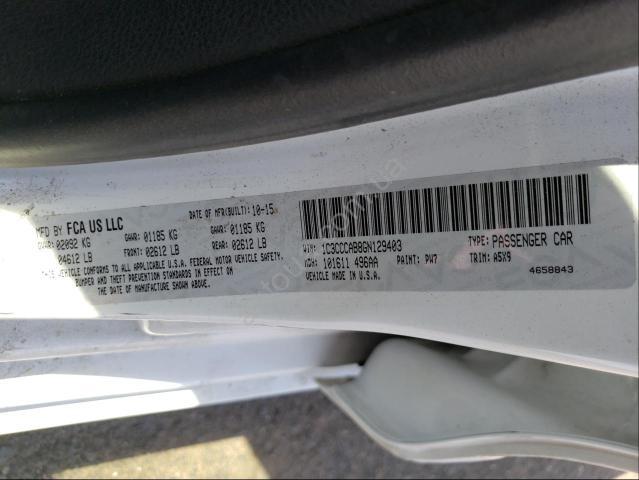 MFD BY FCA US LLC
DATE OF MFR(BUILT): 10-15
GVWR: 02092 KG
GAWR: 01185 KG
GAWR: 01185 KG
04612 LB
FRONT: 02612 LB
REAR: 02612 LB
THIS VEHICLE CONFORMS TO ALL APPLICABLE U.S.A. FEDERAL MOTOR VEHICLE SAFETY,
BUMPER AND THEFT PREVENTION STANDARDS IN EFFECT ON
THE DATE OF MANUFACTURE SHOWN ABOVE.
VIN: 1C3CCCAB8GN129403
TYPE: PASSENGER CAR
MDH: 101611 496AA
PAINT: PW7
TRIM: A5X9
VEHICLE MADE IN U.S.A.
4658843